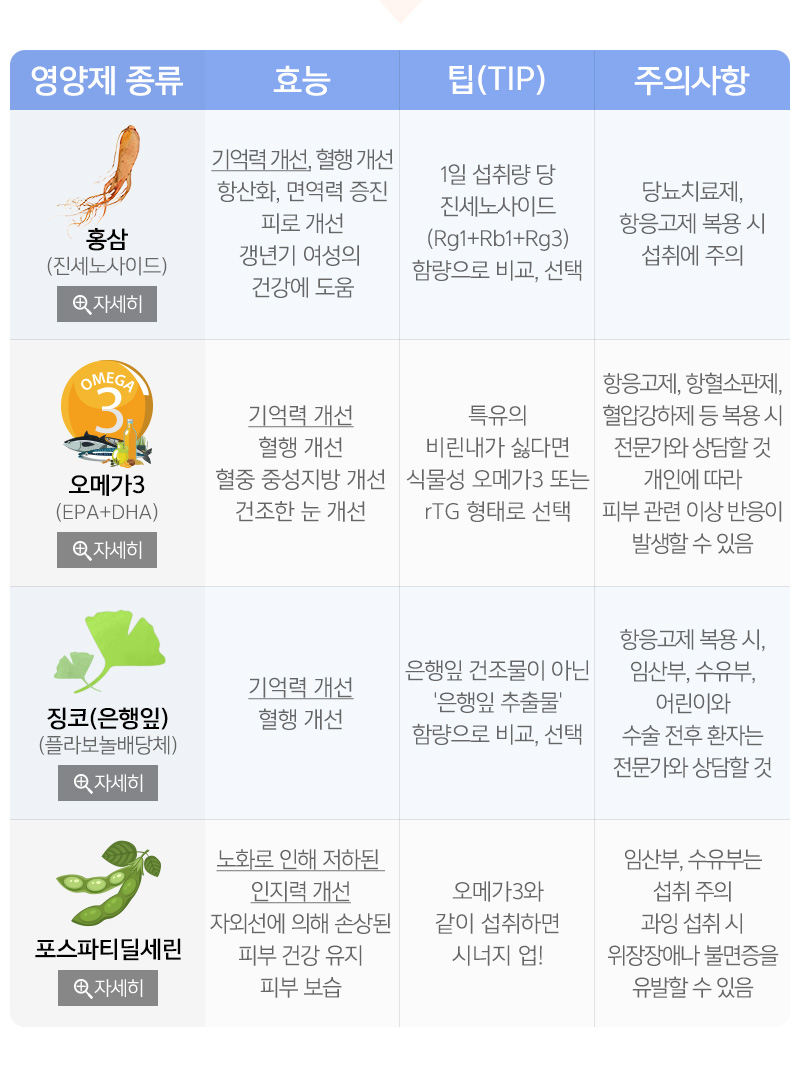 영양제 종류
효능
팁(TIP)
주의사항
홍삼
(진세노사이드)
자세히
기억력 개선, 혈행 개선
항산화, 면역력 증진
피로 개선
갱년기 여성의
건강에 도움
1일 섭취량 당
진세노사이드
(Rg1+Rb1+Rg3)
함량으로 비교, 선택
당뇨치료제,
항응고제 복용 시
섭취에 주의
OMEGA
3
오메가3
(EPA+DHA)
자세히
기억력 개선
혈행 개선
혈중 중성지방 개선
건조한 눈 개선
특유의
비린내가 싫다면
식물성 오메가3 또는
rTG 형태로 선택
항응고제, 항혈소판제,
혈압강하제 등 복용 시
전문가와 상담할 것
개인에 따라
피부 관련 이상 반응이
발생할 수 있음
징코(은행잎)
(플라보놀배당체)
자세히
기억력 개선
혈행 개선
은행잎 건조물이 아닌
'은행잎 추출물'
함량으로 비교, 선택
항응고제 복용 시,
임산부, 수유부,
어린이와
수술 전후 환자는
전문가와 상담할 것
포스파티딜세린
자세히
노화로 인해 저하된
인지력 개선
자외선에 의해 손상된
피부 건강 유지
피부 보습
오메가3와
같이 섭취하면
시너지 업!
임산부, 수유부는
섭취 주의
과잉 섭취 시
위장장애나 불면증을
유발할 수 있음